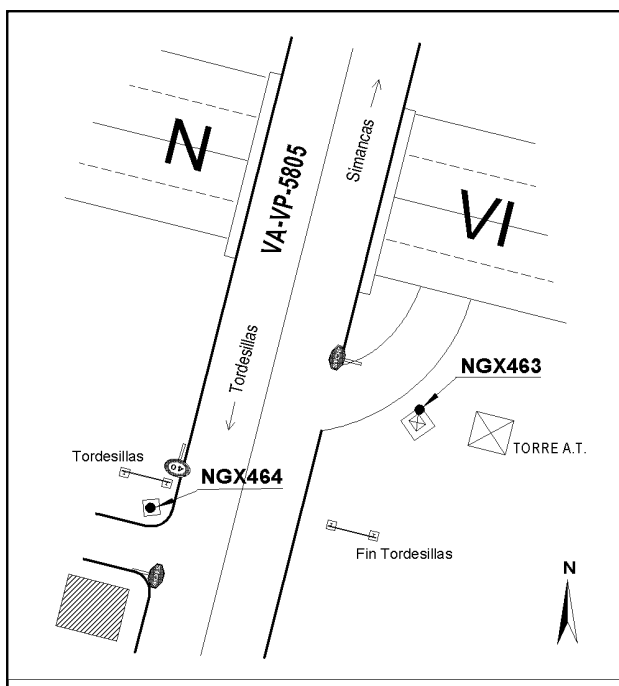 N
VI
VA-VP-5805
Simancas
Tordesillas
NGX463
TORRE A.T.
Tordesillas
40
NGX464
Fin Tordesillas
N